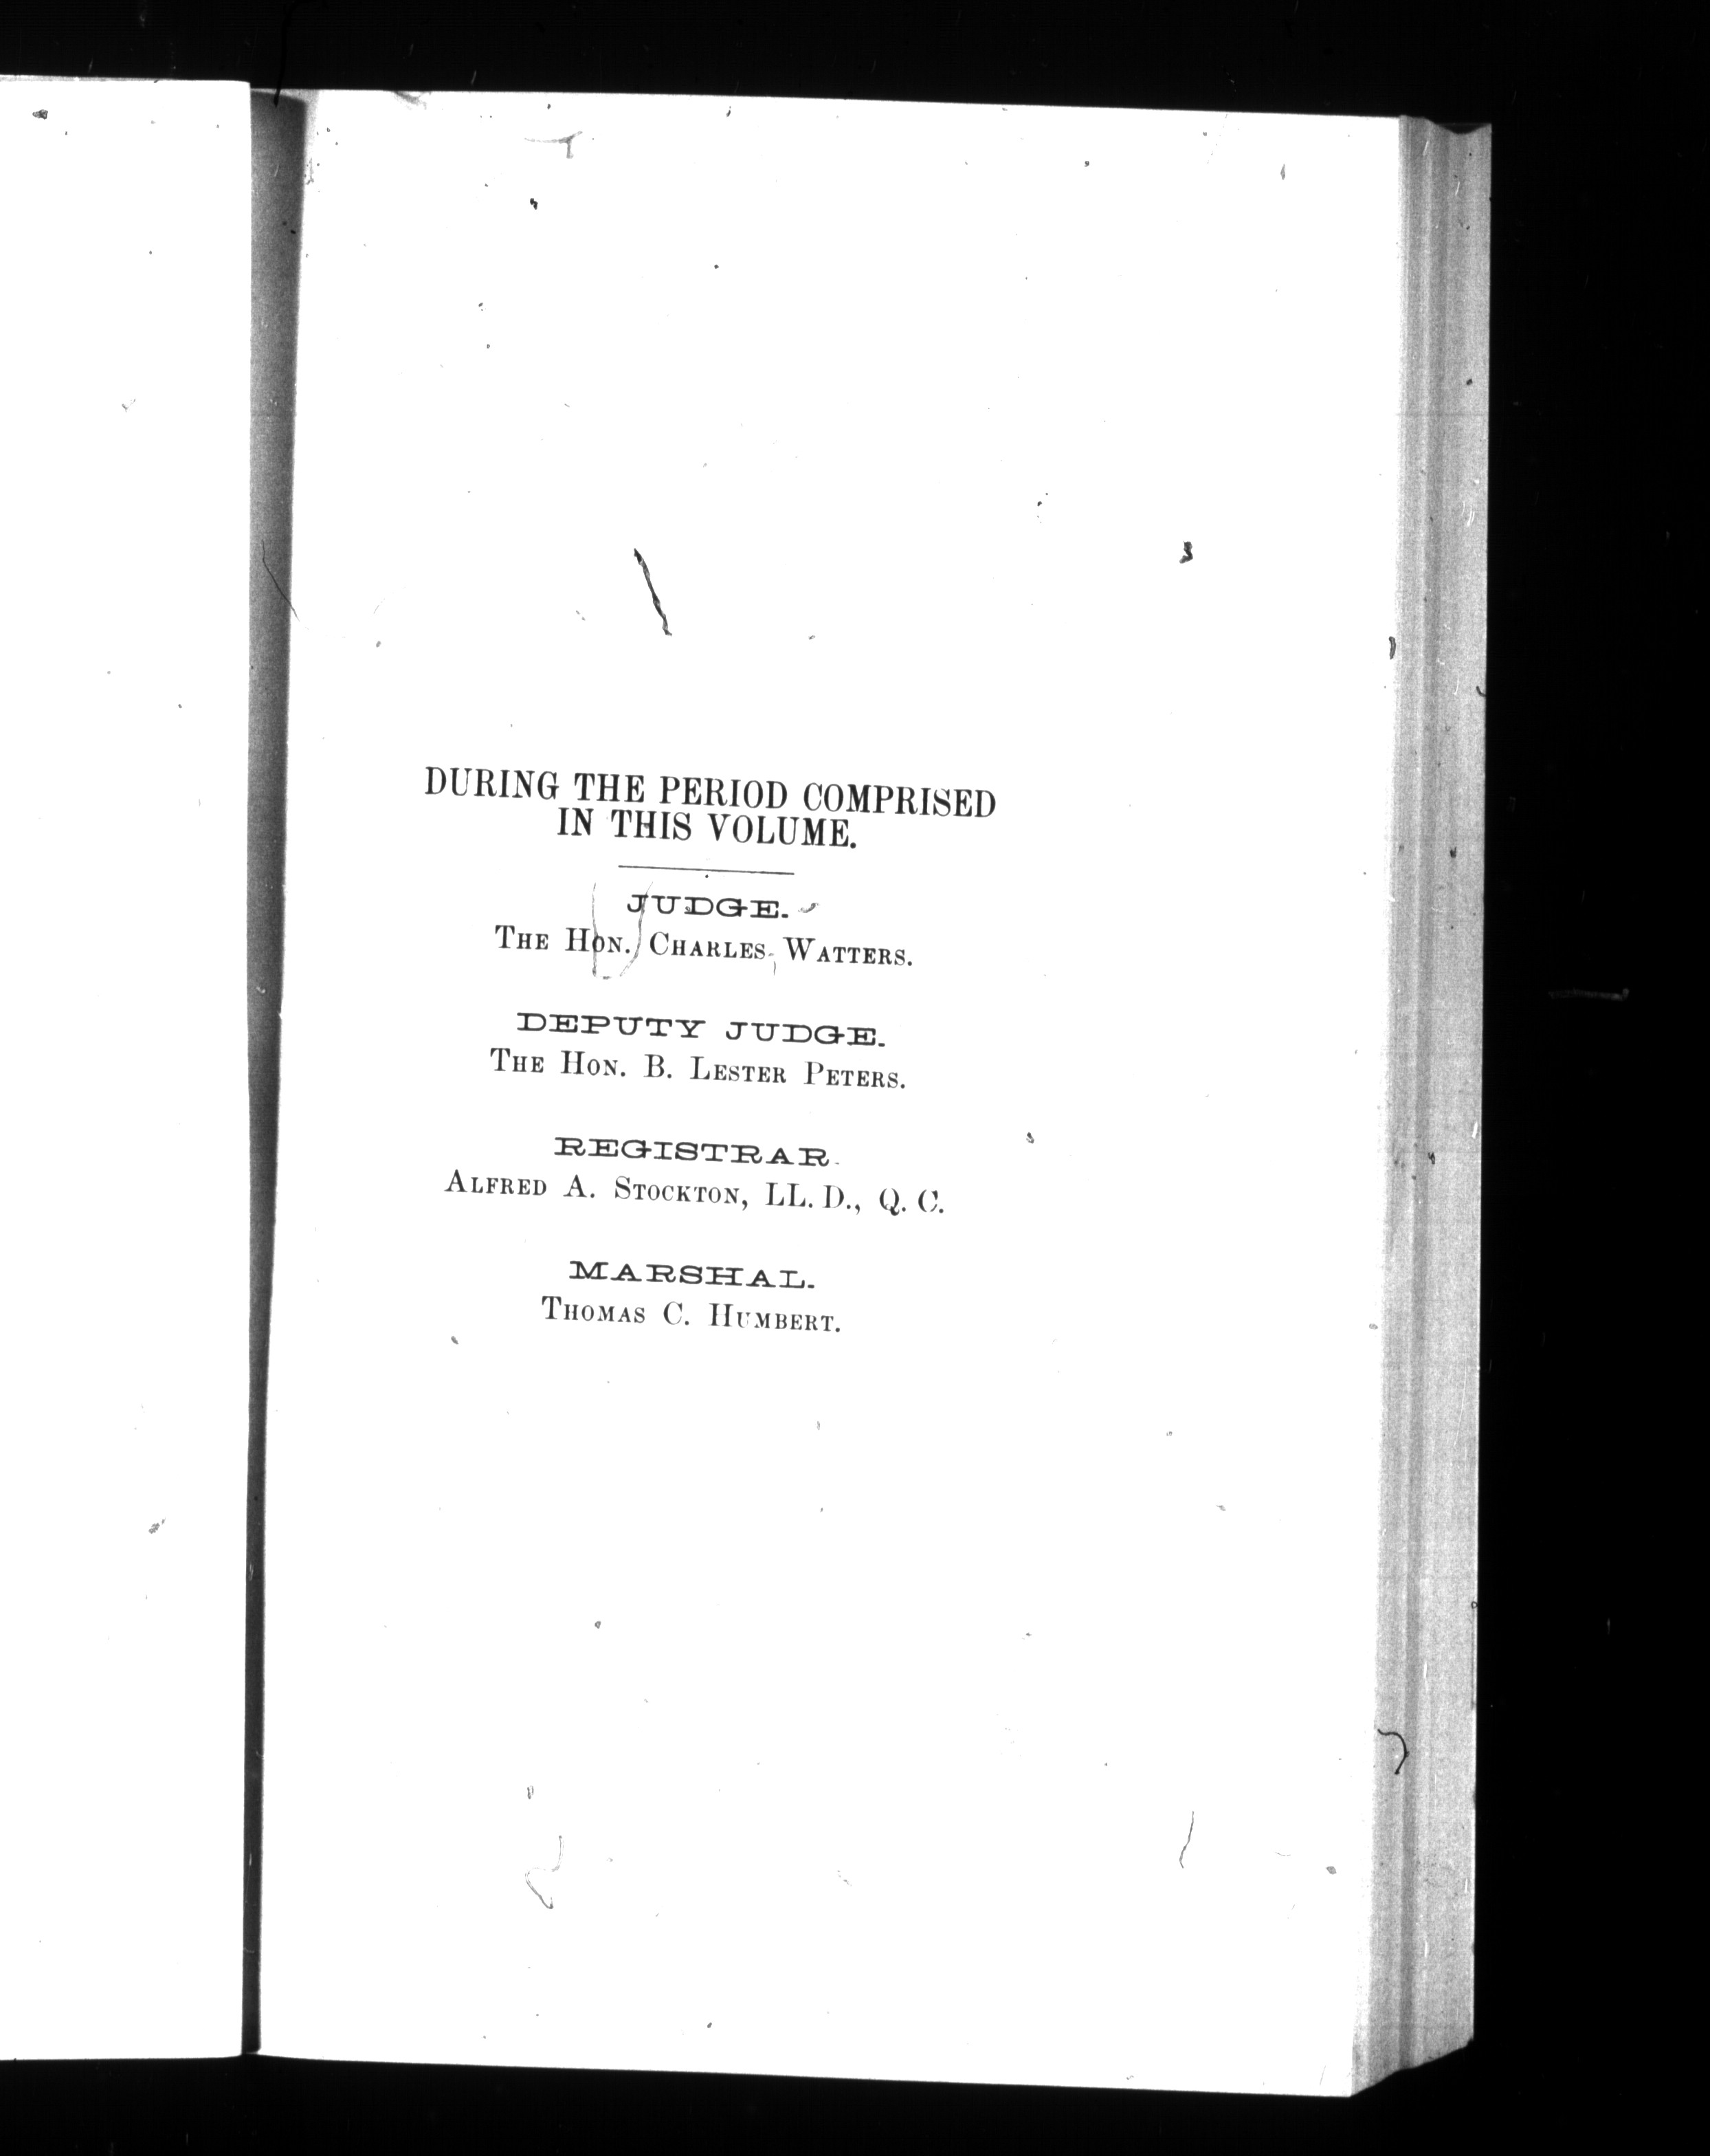 DURING THE PERIOD COMPRISED
IN THIS VOLUME.
JUDGE.
THE HON. CHARLES WATTERS.
DEPUTY JUDGE.
THE HON. B. LESTER PETERS.
REGISTRAR.
ALFRED A. STOCKTON, LL. D., Q. C.
MARSHAL.
THOMAS C. HUMBERT.